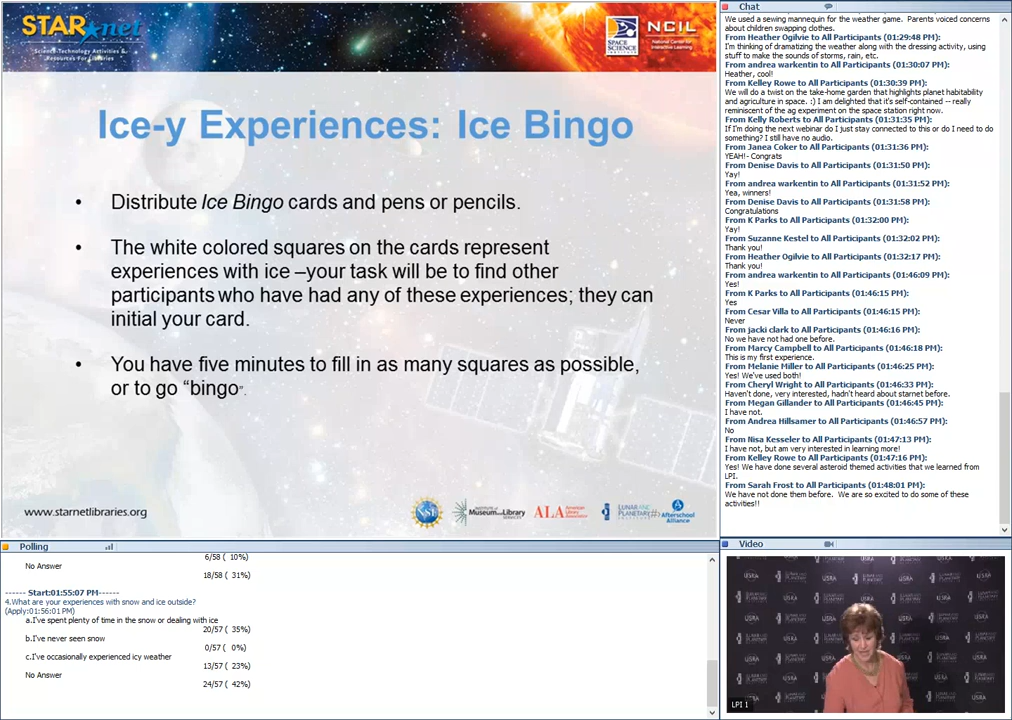 STAR net
Science-Technology Activities &
Resources For Libraries
SPACE
SCIENCE
INSTITUTE
NCIL
National Center for
Interactive Learning
Ice-y Experiences: Ice Bingo
• Distribute Ice Bingo cards and pens or pencils.
• The white colored squares on the cards represent
experiences with ice –your task will be to find other
participants who have had any of these experiences; they can
initial your card.
• You have five minutes to fill in as many squares as possible,
or to go “bingo”.
www.starnetlibraries.org
NSF
INSTITUTE of
Museum and Library
SERVICES
ALA American
Library
Association
LUNAR AND
PLANETARY
INSTITUTE
Afterschool
Alliance
Polling
6/58 ( 10%)
No Answer
18/58 ( 31%)
------ Start:01:55:07 PM------
4.What are your experiences with snow and ice outside?
(Apply:01:56:01 PM)
a.I've spent plenty of time in the snow or dealing with ice
20/57 ( 35%)
b.I've never seen snow
0/57 ( 0%)
c.I've occasionally experienced icy weather
13/57 ( 23%)
No Answer
24/57 ( 42%)
Chat
We used a sewing mannequin for the weather game. Parents voiced concerns
about children swapping clothes.
From Heather Ogilvie to All Participants (01:29:48 PM):
I'm thinking of dramatizing the weather along with the dressing activity, using
stuff to make the sounds of storms, rain, etc.
From andrea warkentin to All Participants (01:30:07 PM):
Heather, cool!
From Kelley Rowe to All Participants (01:30:39 PM):
We will do a twist on the take-home garden that highlights planet habitability
and agriculture in space. :) I am delighted that it's self-contained -- really
reminiscent of the ag experiment on the space station right now.
From Kelly Roberts to All Participants (01:31:35 PM):
If I'm doing the next webinar do I just stay connected to this or do I need to do
something? I still have no audio.
From Janea Coker to All Participants (01:31:36 PM):
YEAH!- Congrats
From Denise Davis to All Participants (01:31:50 PM):
Yay!
From andrea warkentin to All Participants (01:31:52 PM):
Yea, winners!
From Denise Davis to All Participants (01:31:58 PM):
Congratulations
From K Parks to All Participants (01:32:00 PM):
Yay!
From Suzanne Kestel to All Participants (01:32:02 PM):
Thank you!
From Heather Ogilvie to All Participants (01:32:17 PM):
Thank you!
From andrea warkentin to All Participants (01:46:09 PM):
Yes!
From K Parks to All Participants (01:46:15 PM):
Yes
From Cesar Villa to All Participants (01:46:15 PM):
Never
From jacki clark to All Participants (01:46:16 PM):
No we have not had one before.
From Marcy Campbell to All Participants (01:46:18 PM):
This is my first experience.
From Melanie Miller to All Participants (01:46:25 PM):
Yes! We've used both!
From Cheryl Wright to All Participants (01:46:33 PM):
Haven't done, very interested, hadn't heard about starnet before.
From Megan Gillander to All Participants (01:46:45 PM):
I have not.
From Andrea Hillsamer to All Participants (01:46:57 PM):
No
From Nisa Kesseler to All Participants (01:47:13 PM):
I have not, but am very interested in learning more!
From Kelley Rowe to All Participants (01:47:16 PM):
Yes! We have done several asteroid themed activities that we learned from
LPI.
From Sarah Frost to All Participants (01:48:01 PM):
We have not done them before. We are so excited to do some of these
activities!!
Video
USRA
LUNAR AND
PLANETARY
LPI 1